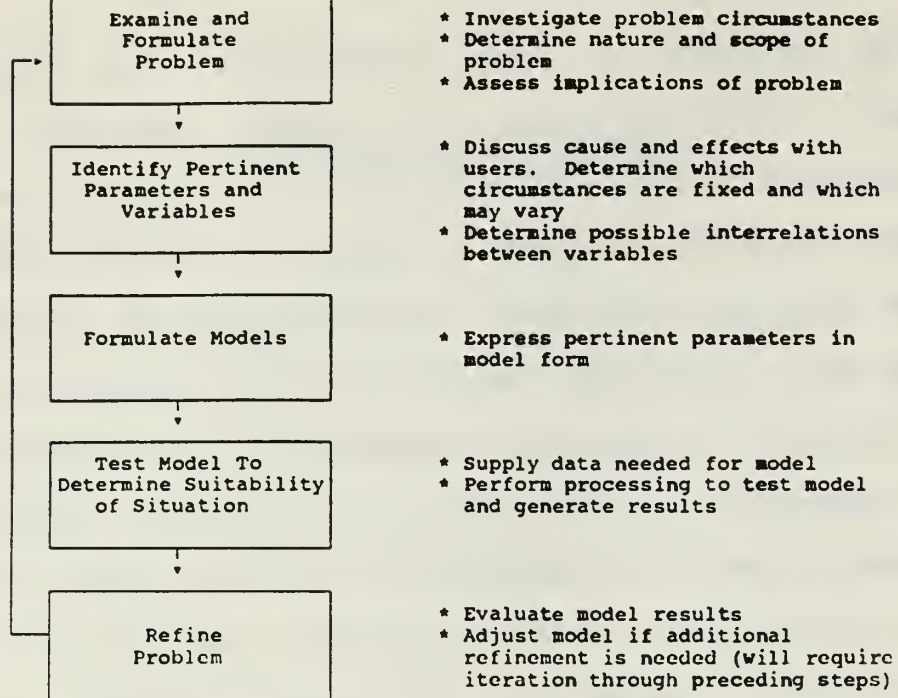 Examine and
Formulate
Problem
* Investigate problem circumstances
* Determine nature and scope of
problem
* Assess implications of problem
Identify Pertinent
Parameters and
Variables
* Discuss cause and effects with
users. Determine which
circumstances are fixed and which
may vary
* Determine possible interrelations
between variables
Formulate Models
* Express pertinent parameters in
model form
Test Model To
Determine Suitability
of Situation
* Supply data needed for model
* Perform processing to test model
and generate results
Refine
Problem
* Evaluate model results
* Adjust model if additional
refinement is needed (will require
iteration through preceding steps)